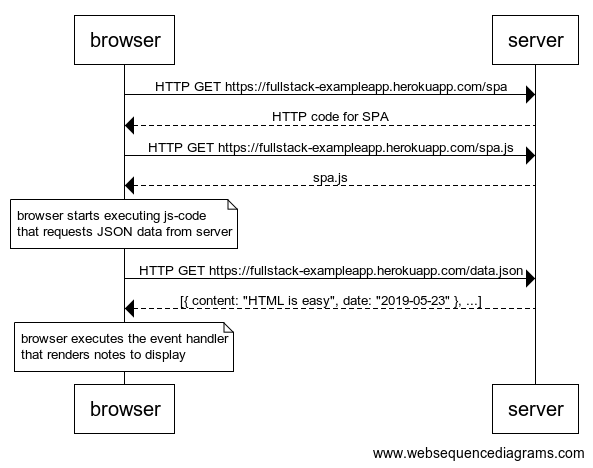 browser
server
HTTP GET https://fullstack-exampleapp.herokuapp.com/spa
HTTP code for SPA
HTTP GET https://fullstack-exampleapp.herokuapp.com/spa.js
spa.js
browser starts executing js-code
that requests JSON data from server
HTTP GET https://fullstack-exampleapp.herokuapp.com/data.json
[{ content: "HTML is easy", date: "2019-05-23" }, ...]
browser executes the event handler
that renders notes to display
browser
server
www.websequencediagrams.com